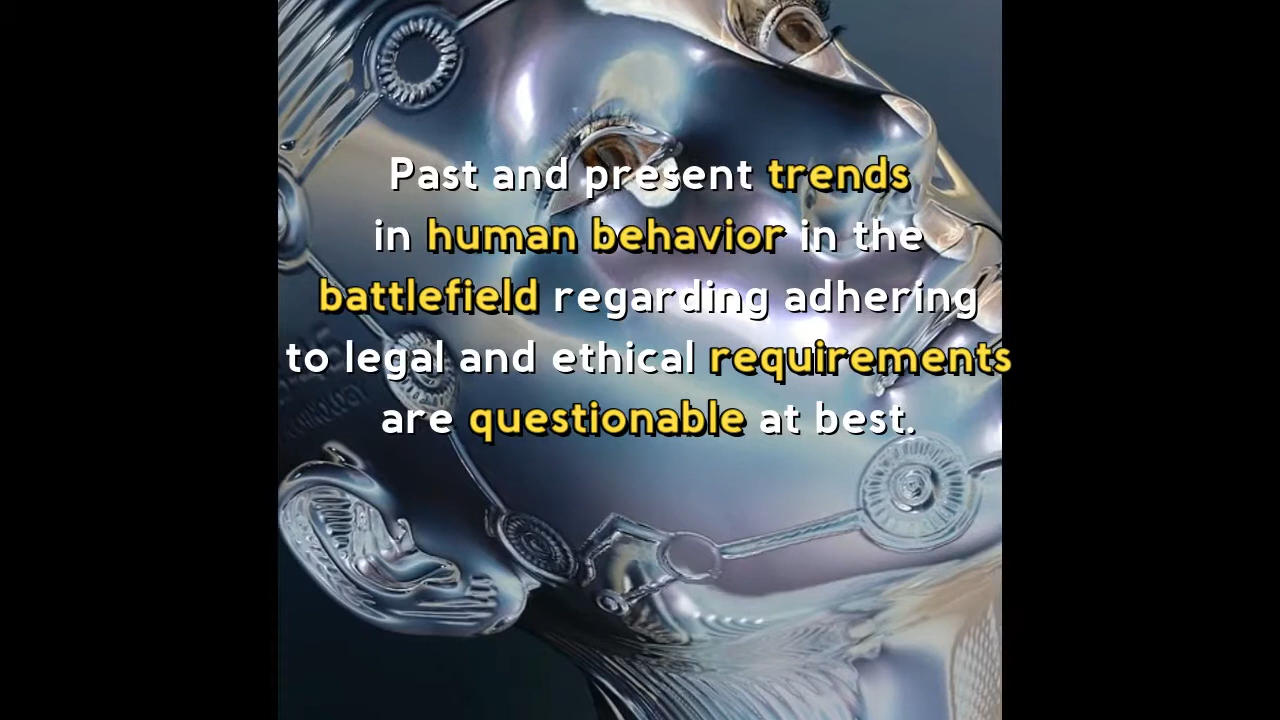 Past and present trends
in human behavior in the
battlefield regarding adhering
to legal and ethical requirements
are questionable at best.